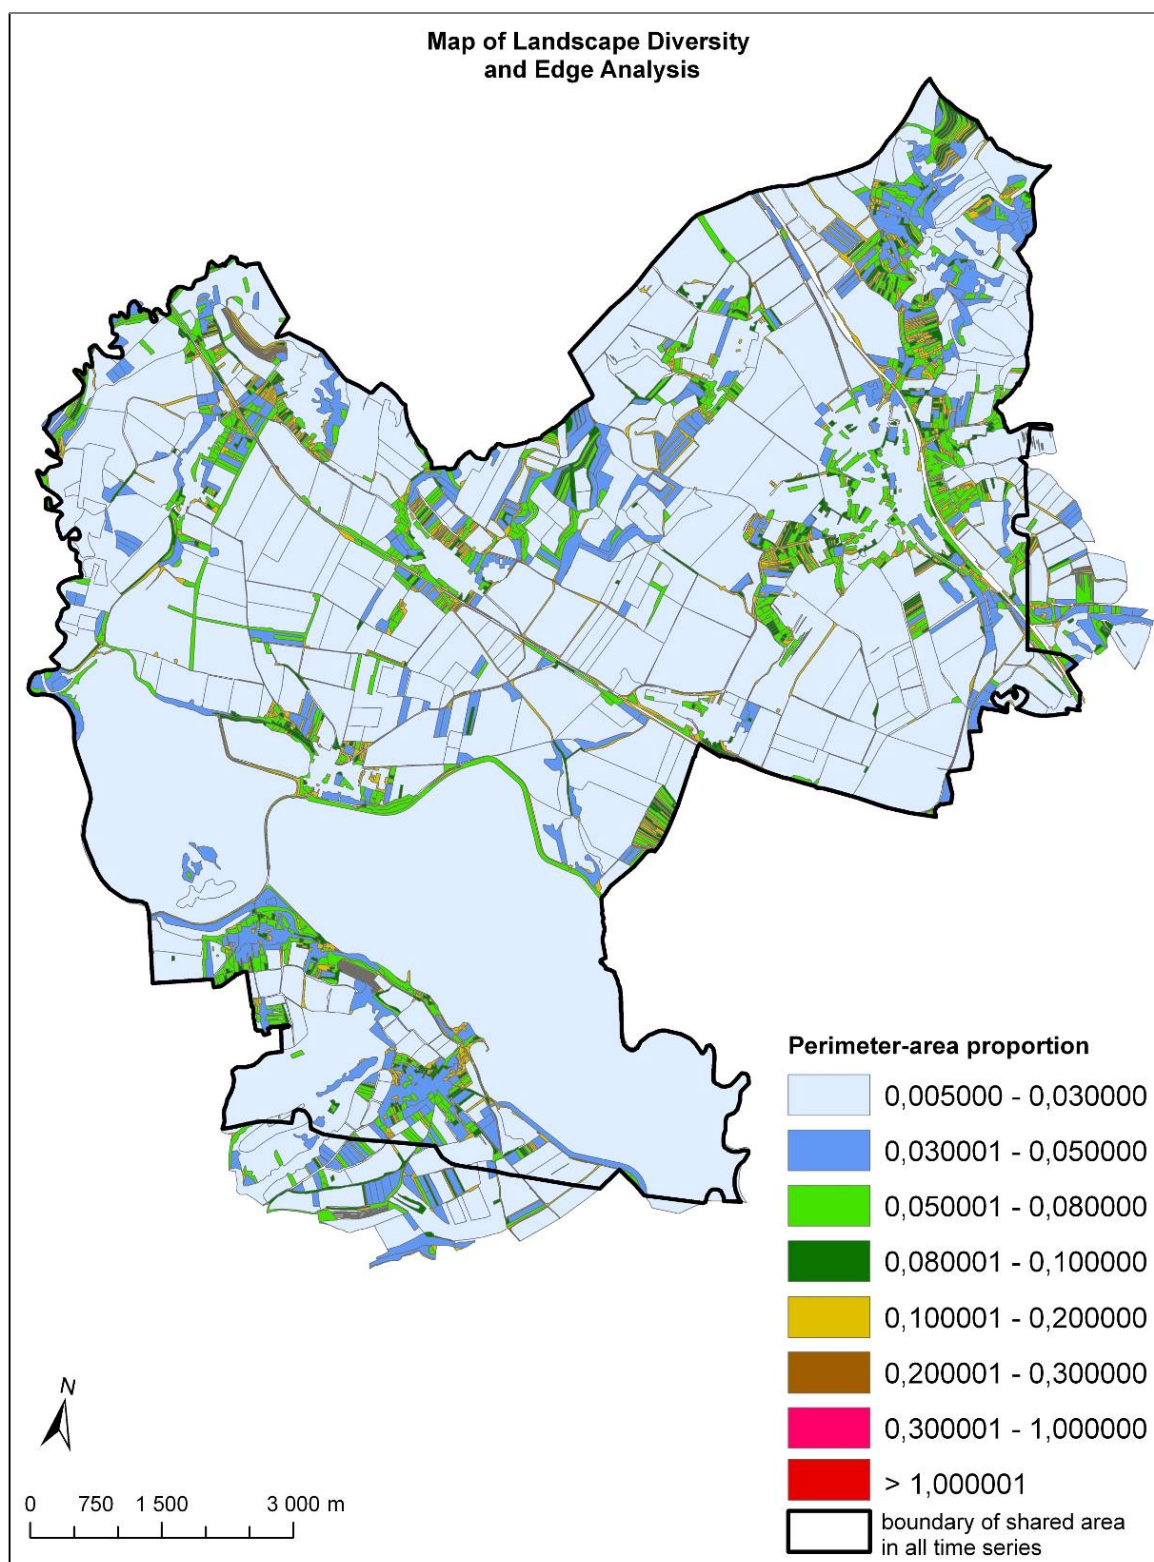 Map of Landscape Diversity
and Edge Analysis
Perimeter-area proportion
0,005000 - 0,030000
0,030001 - 0,050000
0,050001 - 0,080000
0,080001 - 0,100000
0,100001 - 0,200000
0,200001 - 0,300000
0,300001 - 1,000000
> 1,000001
boundary of shared area
in all time series
N
0 750 1 500 3 000 m